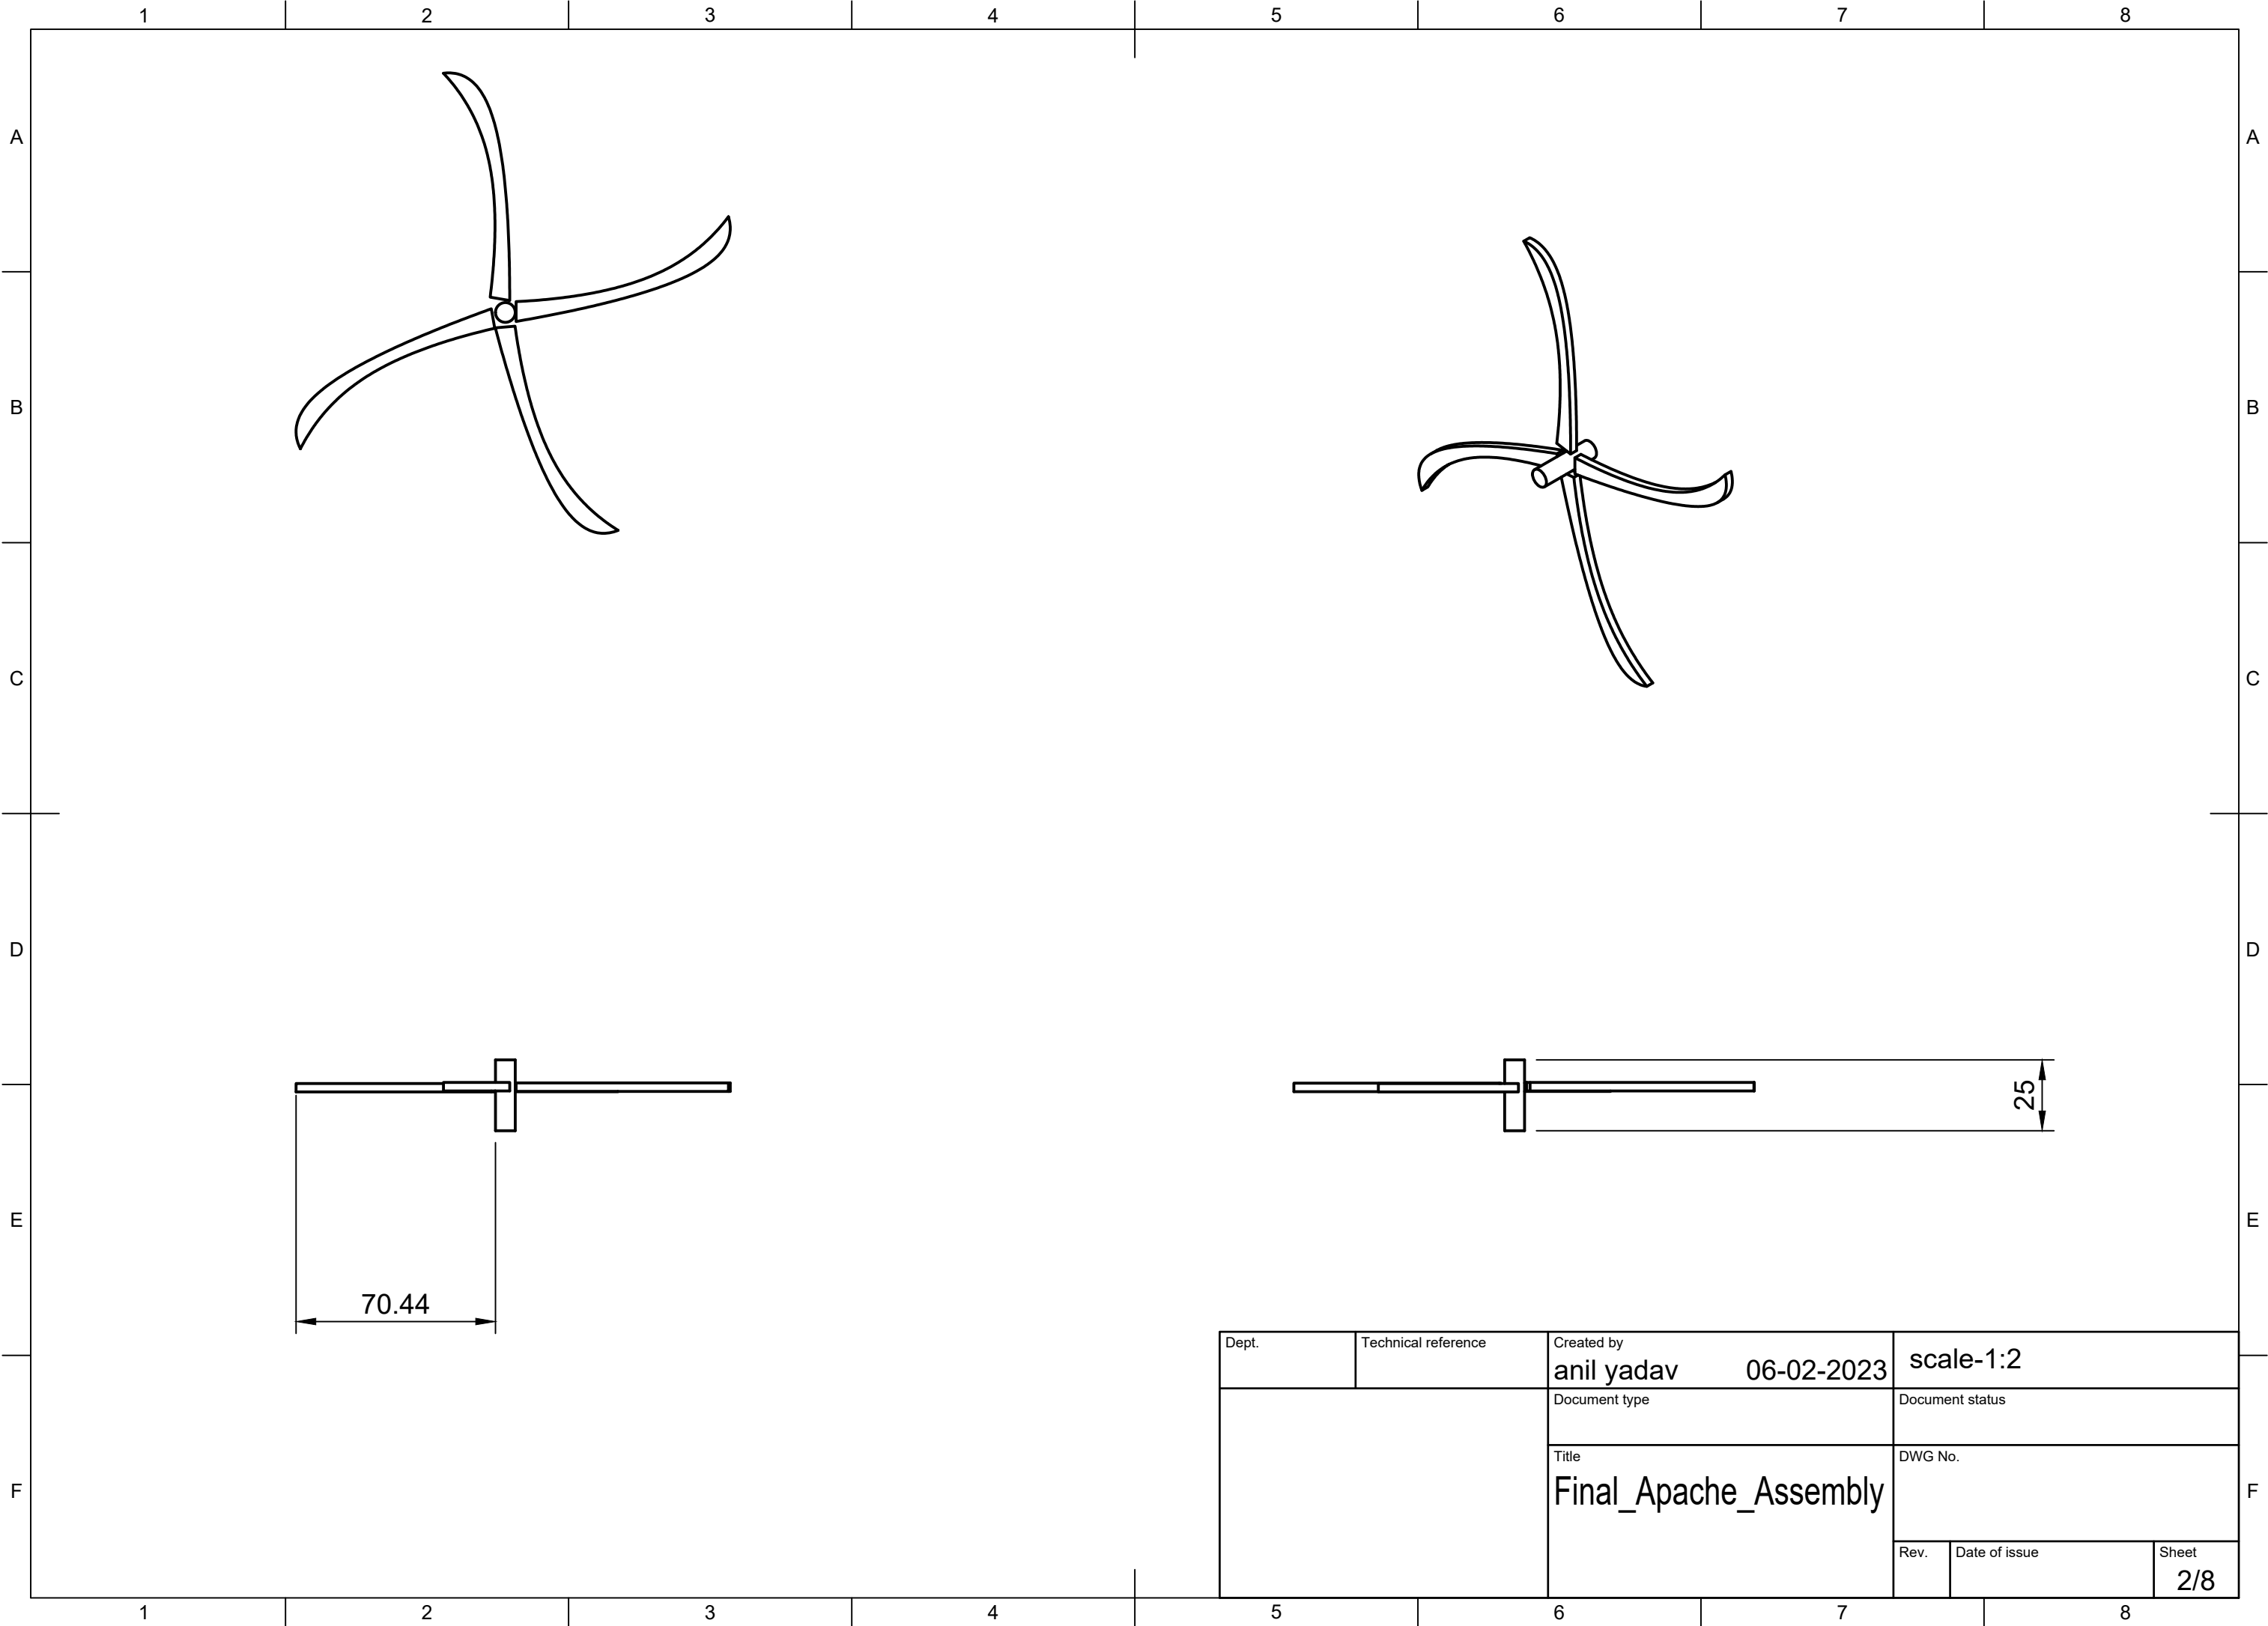 1 2 3 4 5 6 7 8
A A
B B
C C
D D
25
E E
70.44
Dept. Technical reference Created by
anil yadav 06-02-2023 scale-1:2
Document type Document status
Title DWG No.
Final_Apache_Assembly
F F
Rev. Date of issue Sheet
2/8
1 2 3 4 5 6 7 8